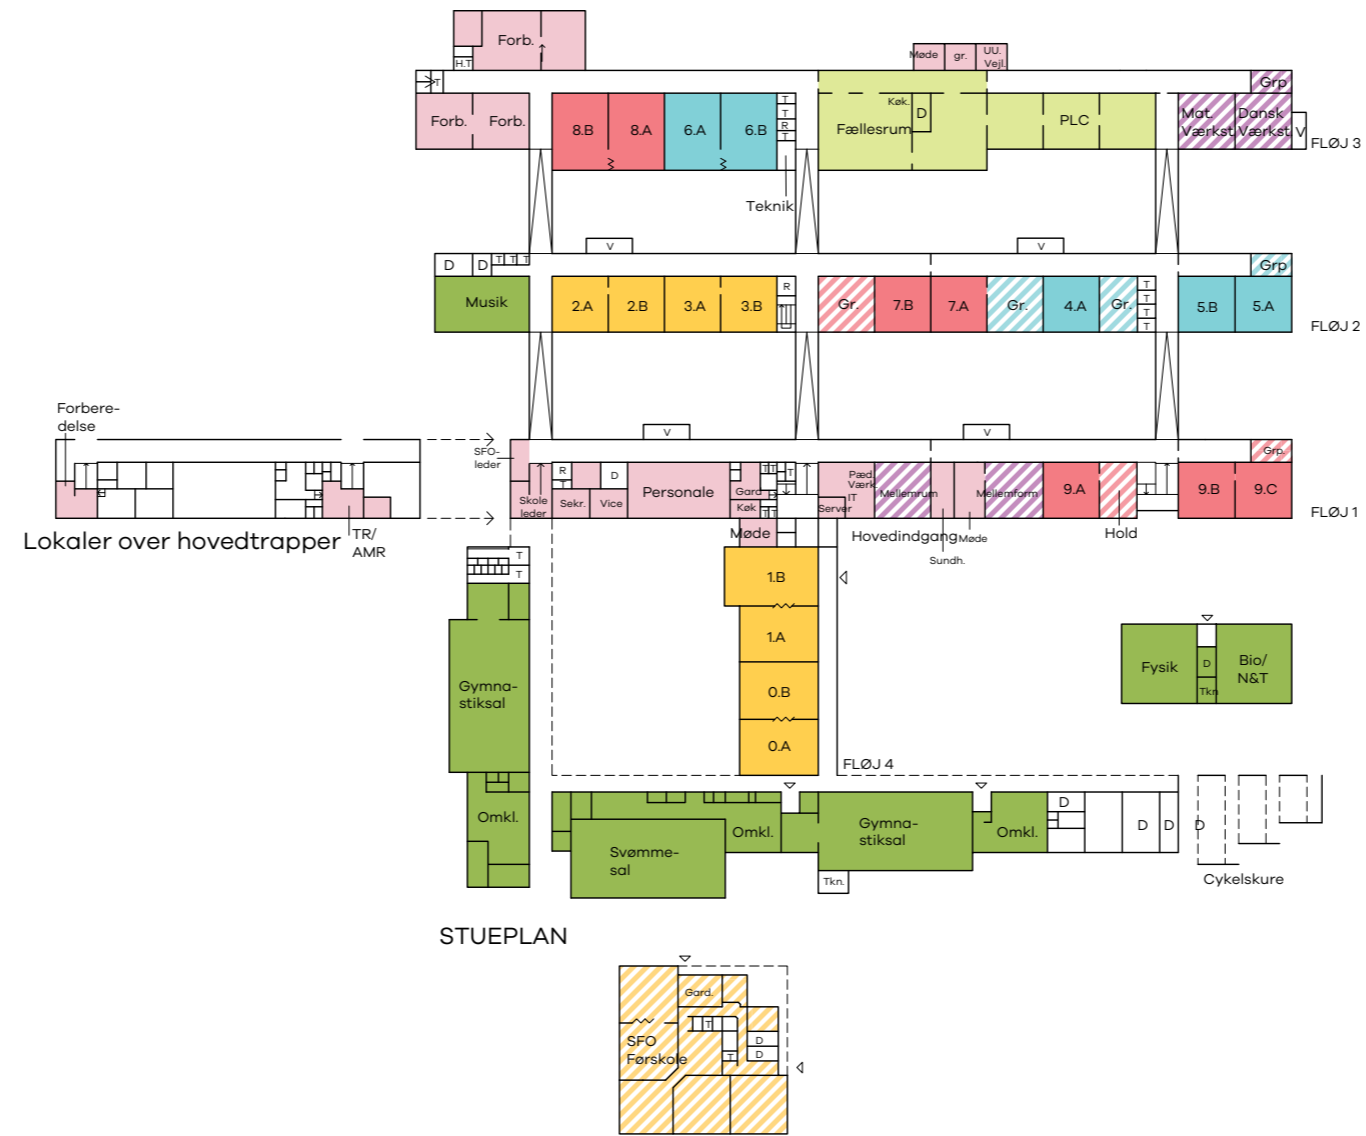 Forb.
H.T
Møde
gr.
UU.
Vejl.
T
Forb.
Forb.
8.B
8.A
6.A
6.B
T
T
R
T
Teknik
Køk.
D
Fællesrum
PLC
Grp
Mat.
Værkst
Dansk
Værkst.
V
FLØJ 3
V
V
D
D
T
T
T
Musik
2.A
2.B
3.A
3.B
R
Gr.
7.B
7.A
Gr.
4.A
Gr.
T
T
T
T
Grp
5.B
5.A
FLØJ 2
Forbere-
delse
TR/
AMR
Lokaler over hovedtrapper
V
V
SFO-
leder
Skole
leder
R
T
D
Sekr.
Vice
Personale
Gard
Køk
T
T
T
T
T
T
Møde
Pæd.
Værk.
IT
Server
Mellemrum
Mellemform
Hovedindgang
Møde
Sundh.
9.A
Hold
Grp.
9.B
9.C
FLØJ 1
T
T
Gymna-
stiksal
Omkl.
1.B
1.A
0.B
0.A
FLØJ 4
Fysik
D
Tkn
Bio/
N&T
Svømme-
sal
Omkl.
Gymna-
stiksal
Tkn.
Omkl.
D
D
D
D
Cykelskure
STUEPLAN
Gard.
T
SFO
Førskole
T
D
D